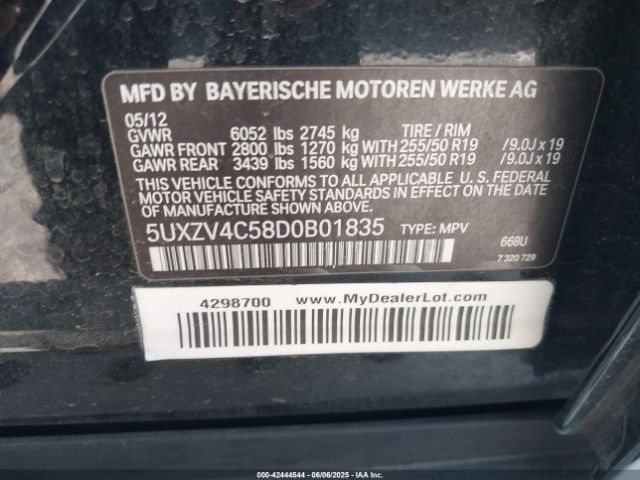 MFD BY BAYERISCHE MOTOREN WERKE AG
05/12
GVWR 6052 lbs 2745 kg TIRE / RIM
GAWR FRONT 2800 lbs 1270 kg WITH 255/50 R19 /9.0J x 19
GAWR REAR 3439 lbs 1560 kg WITH 255/50 R19 /9.0J x 19
THIS VEHICLE CONFORMS TO ALL APPLICABLE U. S. FEDERAL
MOTOR VEHICLE SAFETY STANDARDS IN EFFECT ON THE
DATE OF MANUFACTURE SHOWN ABOVE.
5UXZV4C58D0B01835 TYPE: MPV 668U
7 320 729
4298700 www.MyDealerLot.com
000-42444544 | 06/06/2025 - IAAI.com